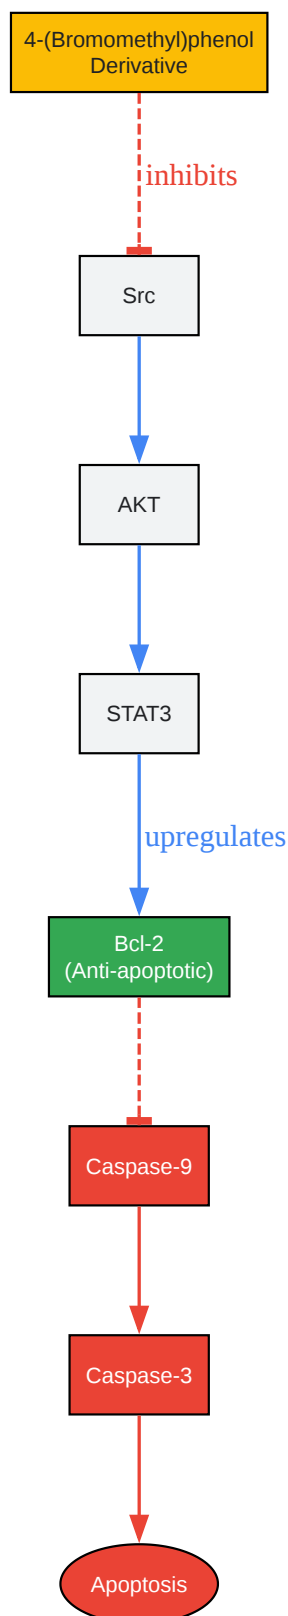 4-(Bromomethyl)phenol
Derivative
inhibits
Src
AKT
STAT3
upregulates
Bcl-2
(Anti-apoptotic)
Caspase-9
Caspase-3
Apoptosis